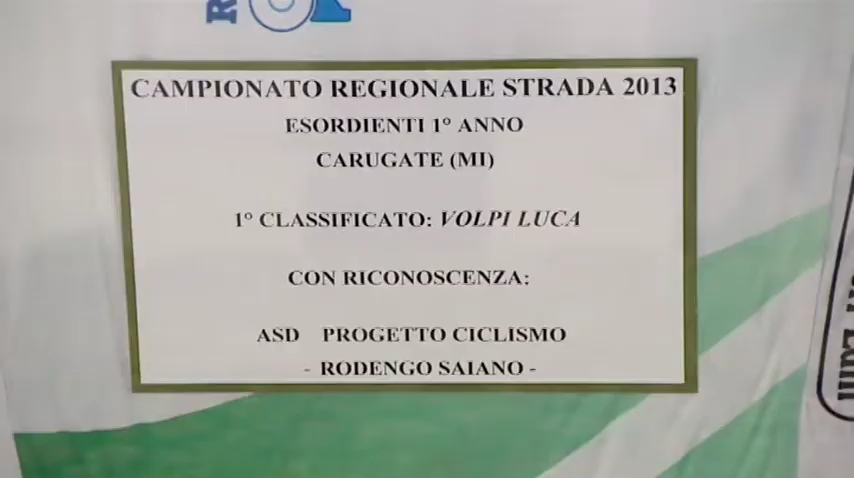 CAMPIONATO REGIONALE STRADA 2013
ESORDIENTI 1° ANNO
CARUGATE (MI)
1° CLASSIFICATO: VOLPI LUCA
CON RICONOSCENZA:
ASD PROGETTO CICLISMO
- RODENGO SAIANO -